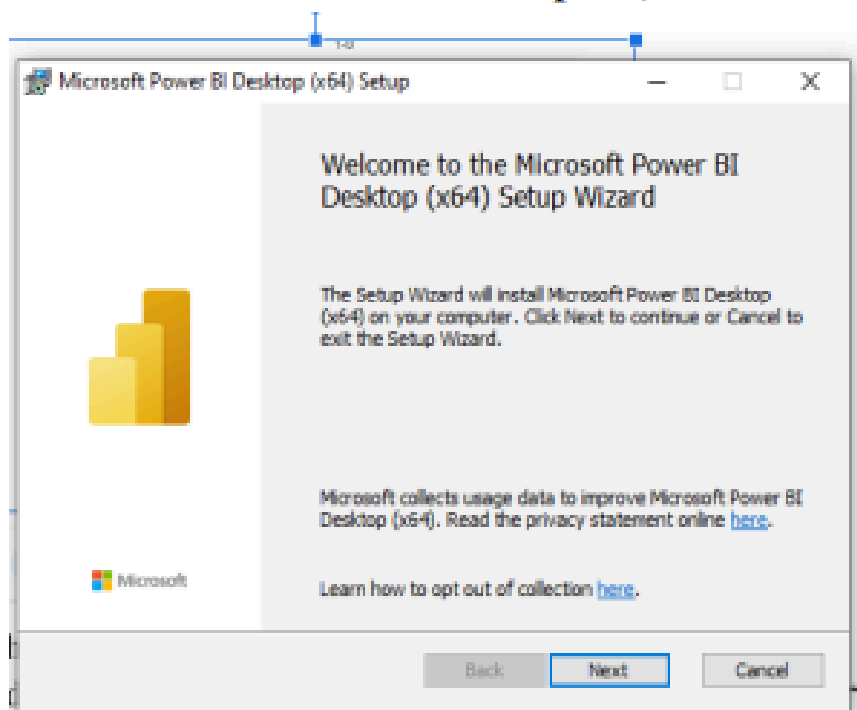 Microsoft Power BI Desktop (x64) Setup
Welcome to the Microsoft Power BI
Desktop (x64) Setup Wizard
The Setup Wizard will install Microsoft Power BI Desktop
(x64) on your computer. Click Next to continue or Cancel to
exit the Setup Wizard.
Microsoft collects usage data to improve Microsoft Power BI
Desktop (x64). Read the privacy statement online here.
Microsoft
Learn how to opt out of collection here.
Back Next Cancel